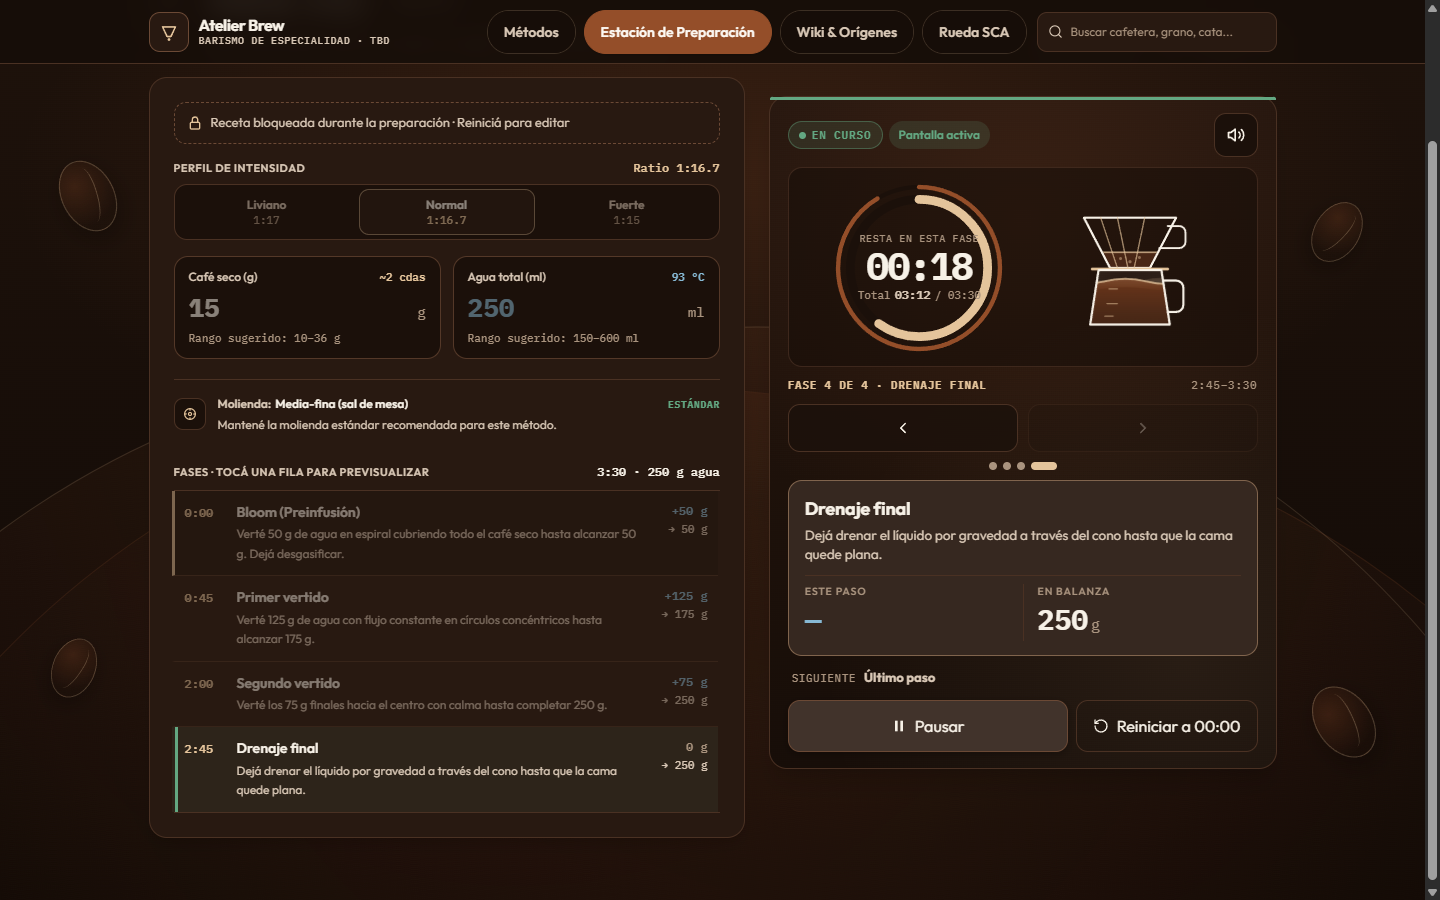 Atelier Brew
BARISMO DE ESPECIALIDAD · TBD
Métodos
Estación de Preparación
Wiki & Orígenes
Rueda SCA
Buscar cafetera, grano, cata...
Receta bloqueada durante la preparación · Reiniciá para editar
PERFIL DE INTENSIDAD
Ratio 1:16.7
Liviano
1:17
Normal
1:16.7
Fuerte
1:15
Café seco (g)
~2 cdas
15
g
Rango sugerido: 10–36 g
Agua total (ml)
93 °C
250
ml
Rango sugerido: 150–600 ml
Molienda: Media-fina (sal de mesa)
ESTÁNDAR
Mantené la molienda estándar recomendada para este método.
FASES · TOCÁ UNA FILA PARA PREVISUALIZAR
3:30 · 250 g agua
0:00
Bloom (Preinfusión)
+50 g
Verté 50 g de agua en espiral cubriendo todo el café seco hasta alcanzar 50
→ 50 g
g. Dejá desgasificar.
0:45
Primer vertido
+125 g
Verté 125 g de agua con flujo constante en círculos concéntricos hasta
→ 175 g
alcanzar 175 g.
2:00
Segundo vertido
+75 g
Verté los 75 g finales hacia el centro con calma hasta completar 250 g.
→ 250 g
2:45
Drenaje final
0 g
Dejá drenar el líquido por gravedad a través del cono hasta que la cama
→ 250 g
quede plana.
EN CURSO
Pantalla activa
RESTA EN ESTA FASE
00:18
Total 03:12 / 03:30
FASE 4 DE 4 · DRENAJE FINAL
2:45–3:30
Drenaje final
Dejá drenar el líquido por gravedad a través del cono hasta que la cama
quede plana.
ESTE PASO
—
EN BALANZA
250 g
SIGUIENTE Último paso
Pausar
Reiniciar a 00:00